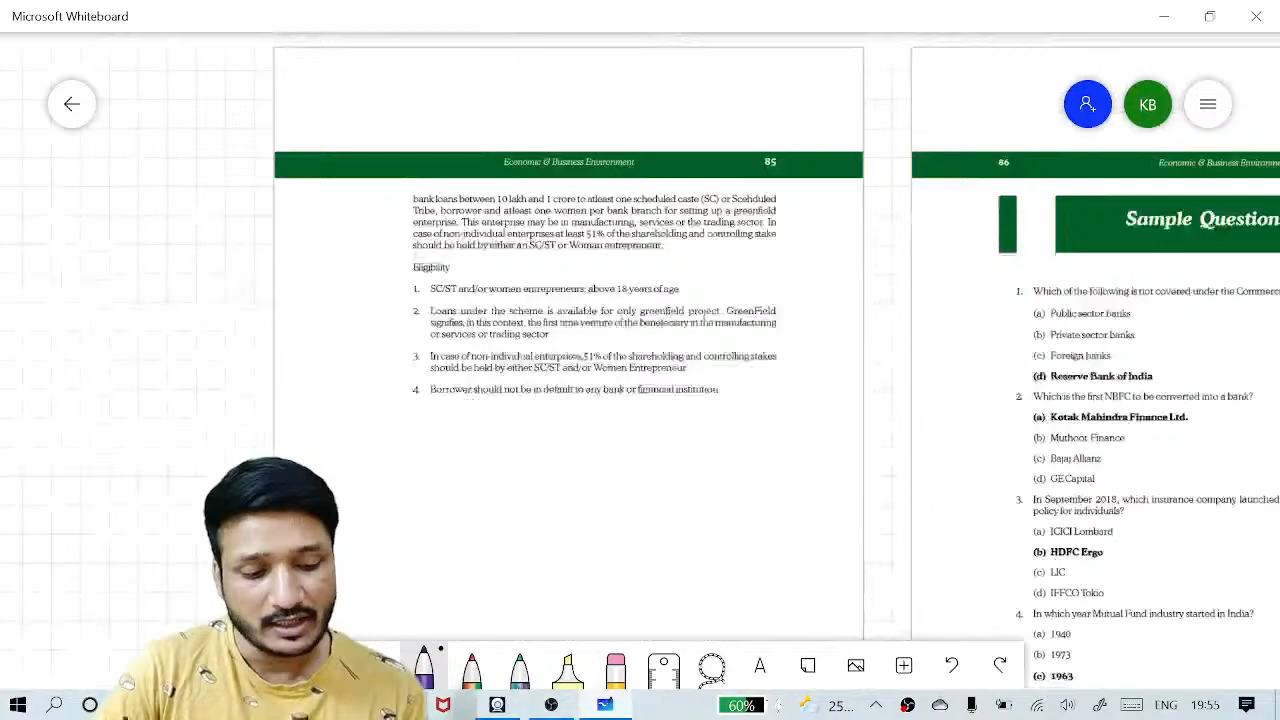 Microsoft Whiteboard
KB
Economic & Business Environment 85
bank loans between 10 lakh and 1 crore to atleast one scheduled caste (SC) or Scehduled
Tribe, borrower and atleast one women per bank branch for setting up a greenfield
enterprise. This enterprise may be in manufacturing, services or the trading sector. In
case of non-individual enterprises at least 51% of the shareholding and controlling stake
should be held by either an SC/ST or Woman entrepreneur.
Eligibility
1. SC/ST and/or women entrepreneurs; above 18 years of age.
2. Loans under the scheme is available for only greenfield project. GreenField
signifies, in this context, the first time venture of the beneficiary in the manufacturing
or services or trading sector
3. In case of non-individual enterprises, 51% of the shareholding and controlling stakes
should be held by either SC/ST and/or Women Entrepreneur
4. Borrower should not be in default to any bank or financial institution.
86 Economic & Business Environm
Sample Question
1. Which of the following is not covered under the Commerc
(a) Public sector banks
(b) Private sector banks
(c) Foreign banks
(d) Reserve Bank of India
2. Which is the first NBFC to be converted into a bank?
(a) Kotak Mahindra Finance Ltd.
(b) Muthoot Finance
(c) Bajaj Allianz
(d) GE Capital
3. In September 2018, which insurance company launched
policy for individuals?
(a) ICICI Lombard
(b) HDFC Ergo
(c) LIC
(d) IFFCO Tokio
4. In which year Mutual Fund industry started in India?
(a) 1940
(b) 1973
(c) 1963
A
60%
25...
ENG
1955